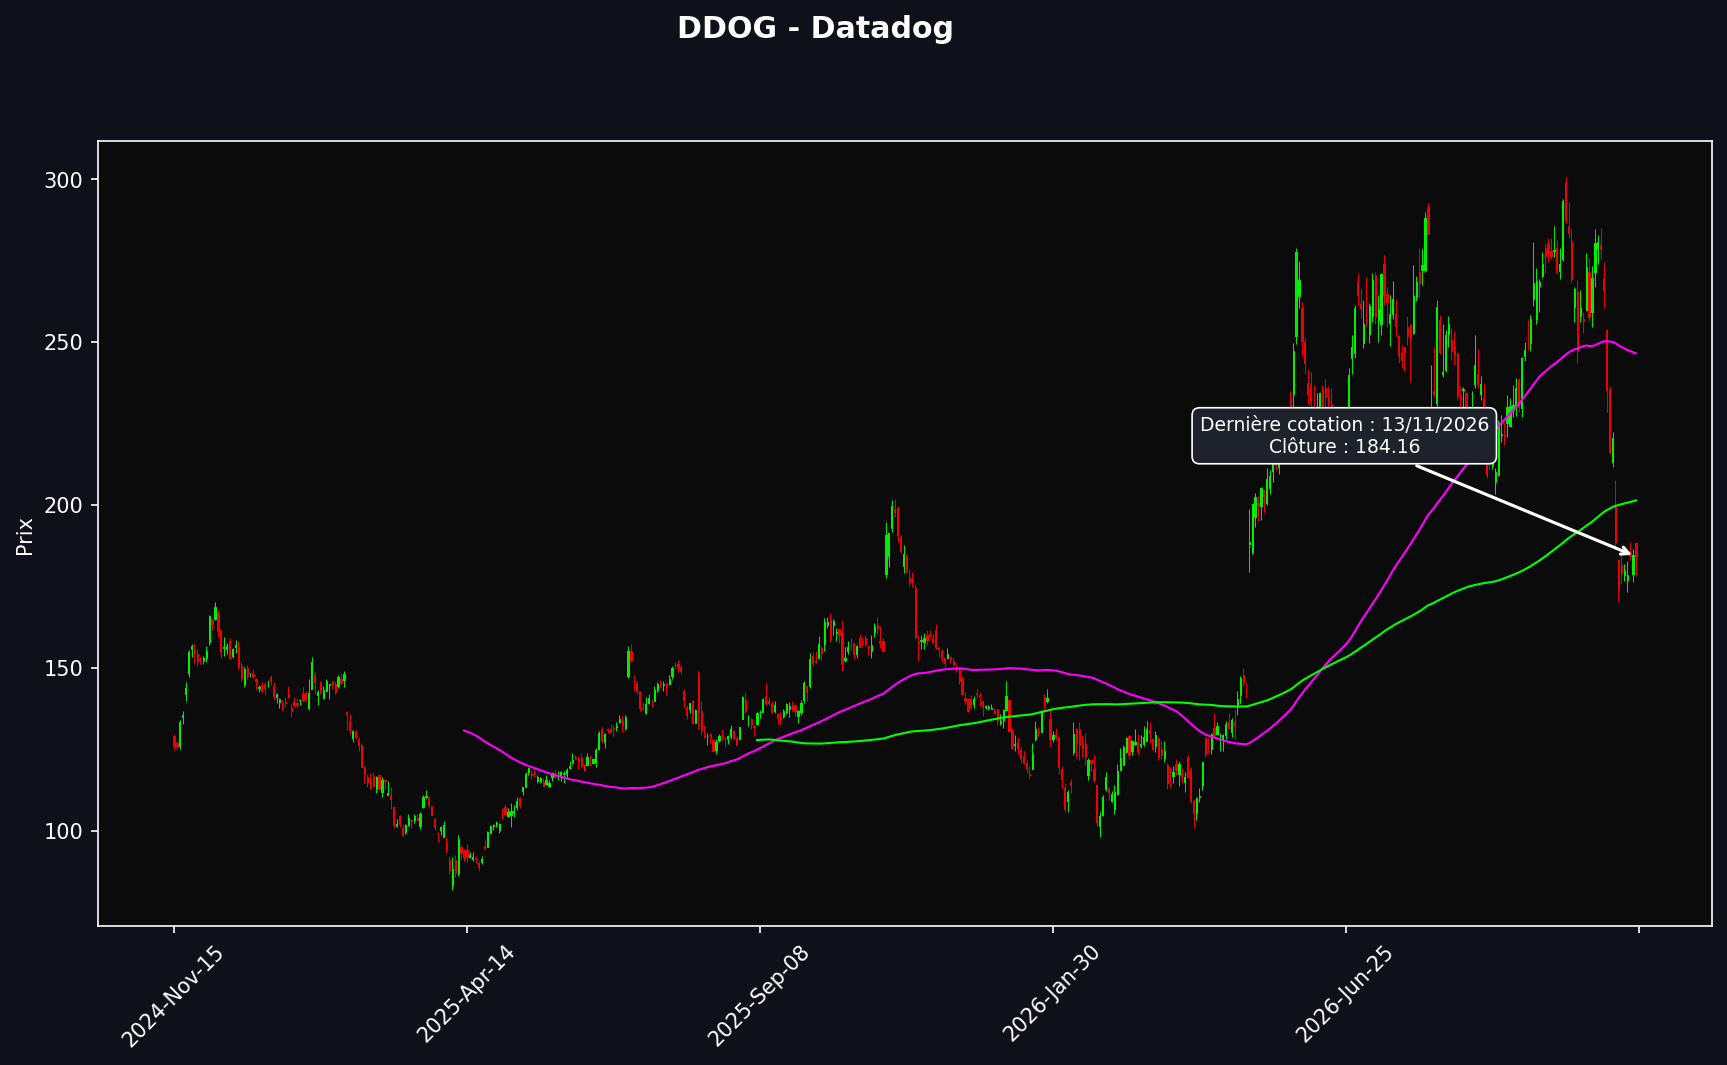 DDOG - Datadog
300
250
200
150
100
Prix
Dernière cotation : 13/11/2026
Clôture : 184.16
2024-Nov-15
2025-Apr-14
2025-Sep-08
2026-Jan-30
2026-Jun-25